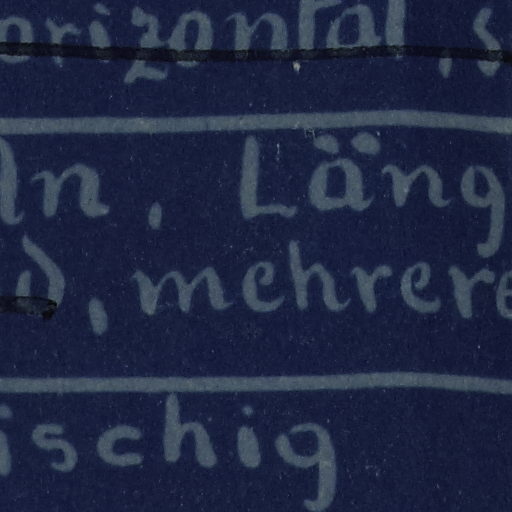 orizontal, s
ln. Läng
d, mehrere
ischig